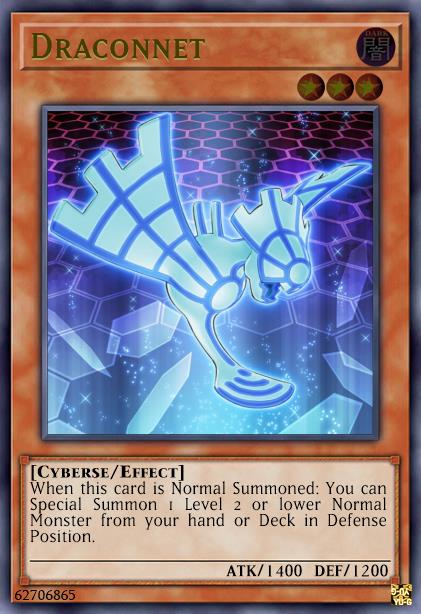 Draconnet
DARK
闇
[Cyberse/Effect]
When this card is Normal Summoned: You can
Special Summon 1 Level 2 or lower Normal
Monster from your hand or Deck in Defense
Position.
ATK/1400 DEF/1200
62706865